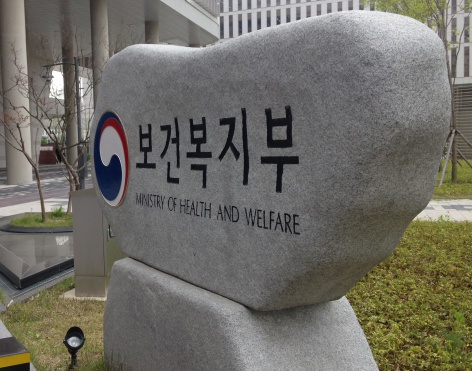 보건복지부
MINISTRY OF HEALTH AND WELFARE